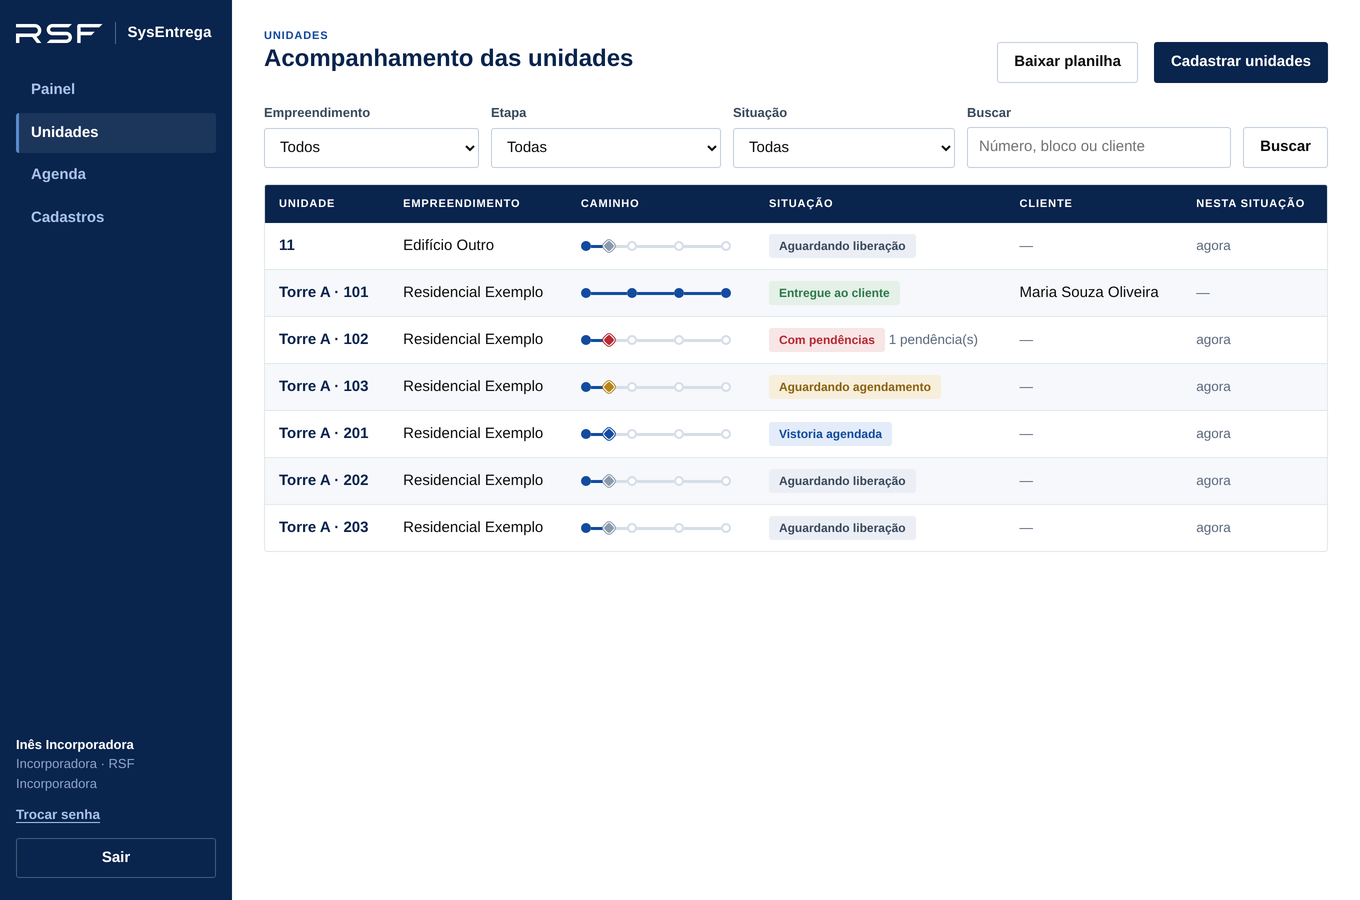 RSF SysEntrega
Painel
Unidades
Agenda
Cadastros
Inês Incorporadora
Incorporadora · RSF
Incorporadora
Trocar senha
Sair
UNIDADES
Acompanhamento das unidades
Baixar planilha Cadastrar unidades
Empreendimento Etapa Situação Buscar
Todos Todas Todas Número, bloco ou cliente Buscar
UNIDADE EMPREENDIMENTO CAMINHO SITUAÇÃO CLIENTE NESTA SITUAÇÃO
11 Edifício Outro Aguardando liberação — agora
Torre A · 101 Residencial Exemplo Entregue ao cliente Maria Souza Oliveira —
Torre A · 102 Residencial Exemplo Com pendências 1 pendência(s) — agora
Torre A · 103 Residencial Exemplo Aguardando agendamento — agora
Torre A · 201 Residencial Exemplo Vistoria agendada — agora
Torre A · 202 Residencial Exemplo Aguardando liberação — agora
Torre A · 203 Residencial Exemplo Aguardando liberação — agora